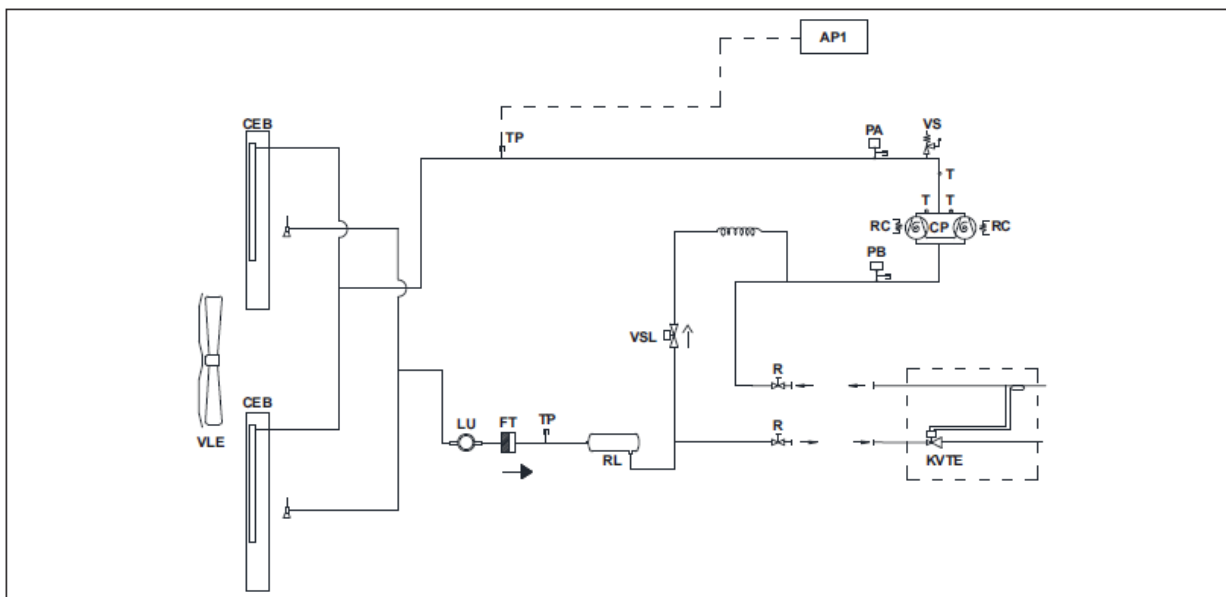 AP1
CEB
TP
PA
VS
T
T T
RC CP RC
PB
VSL
R
CEB
VLE
LU
FT
TP
R
RL
KVTE